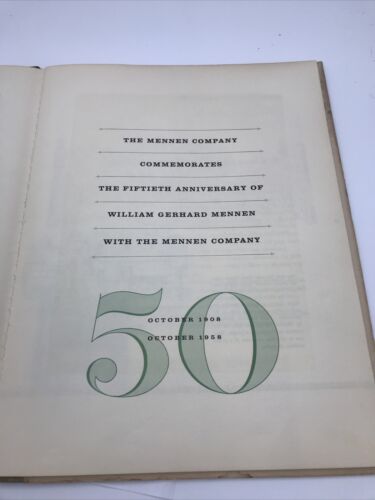 THE MENNEN COMPANY
COMMEMORATES
THE FIFTIETH ANNIVERSARY OF
WILLIAM GERHARD MENNEN
WITH THE MENNEN COMPANY
50
OCTOBER 1908
OCTOBER 1958